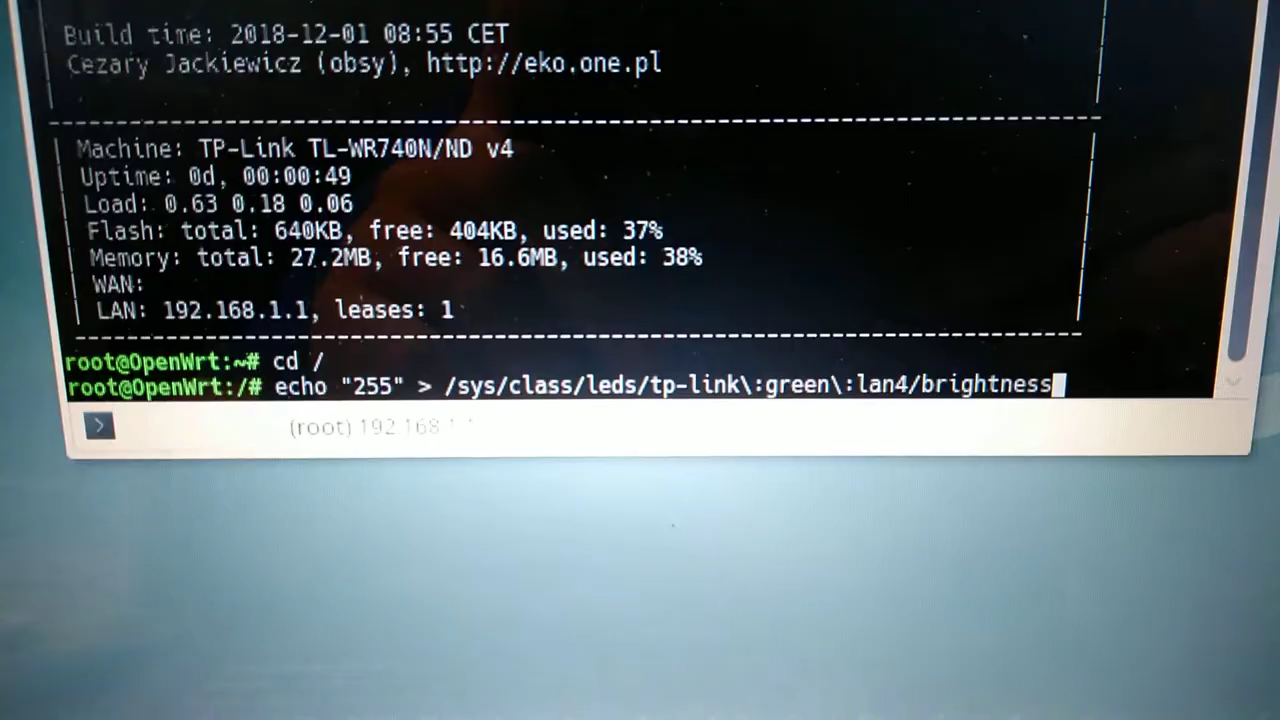 Build time: 2018-12-01 08:55 CET
Cezary Jackiewicz (obsy), http://eko.one.pl
Machine: TP-Link TL-WR740N/ND v4
Uptime: 0d, 00:00:49
Load: 0.63 0.18 0.06
Flash: total: 640KB, free: 404KB, used: 37%
Memory: total: 27.2MB, free: 16.6MB, used: 38%
WAN:
LAN: 192.168.1.1, leases: 1
root@OpenWrt:~# cd /
root@OpenWrt:/# echo "255" > /sys/class/leds/tp-link\:green\:lan4/brightness
(root) 192.168.1.1